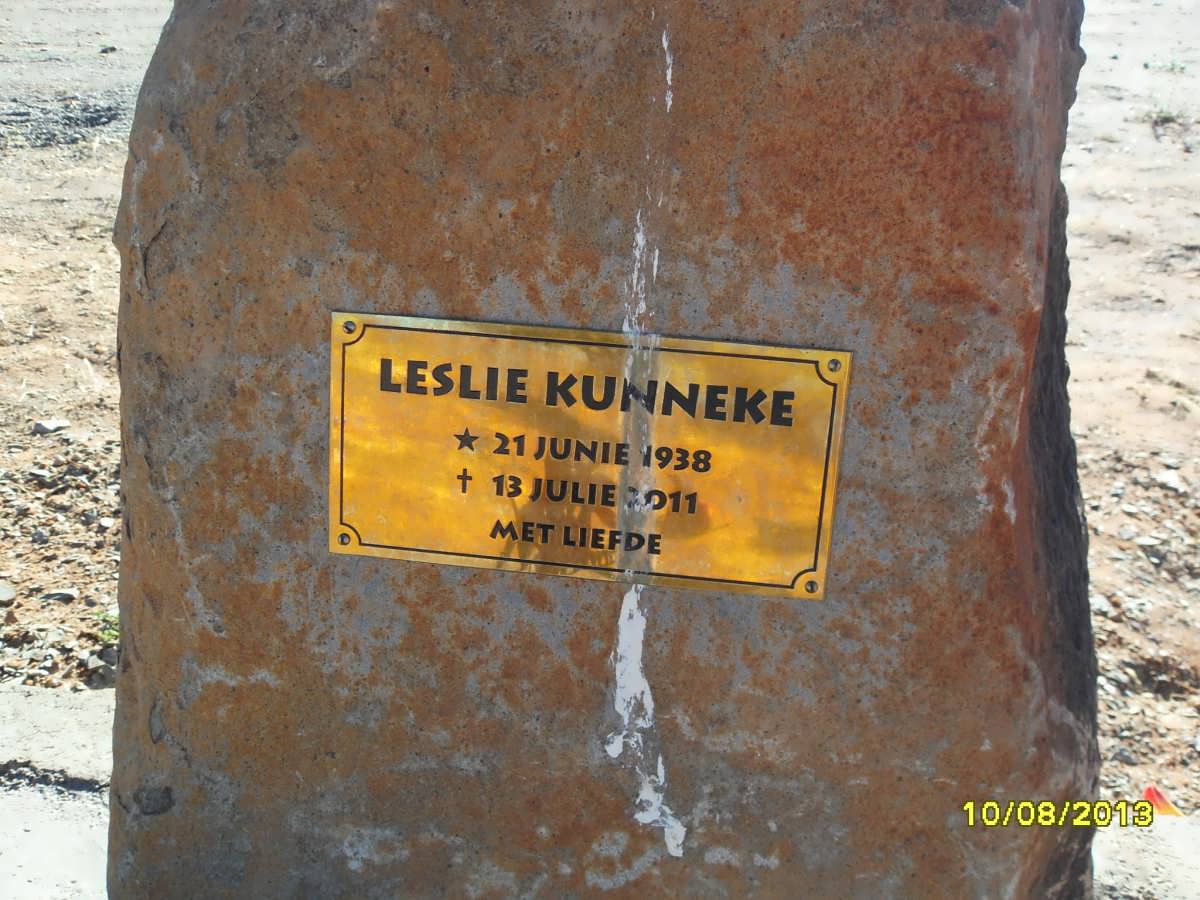 LESLIE KUNNEKE
★ 21 JUNIE 1938
✝ 13 JULIE 2011
MET LIEFDE
10/08/2013